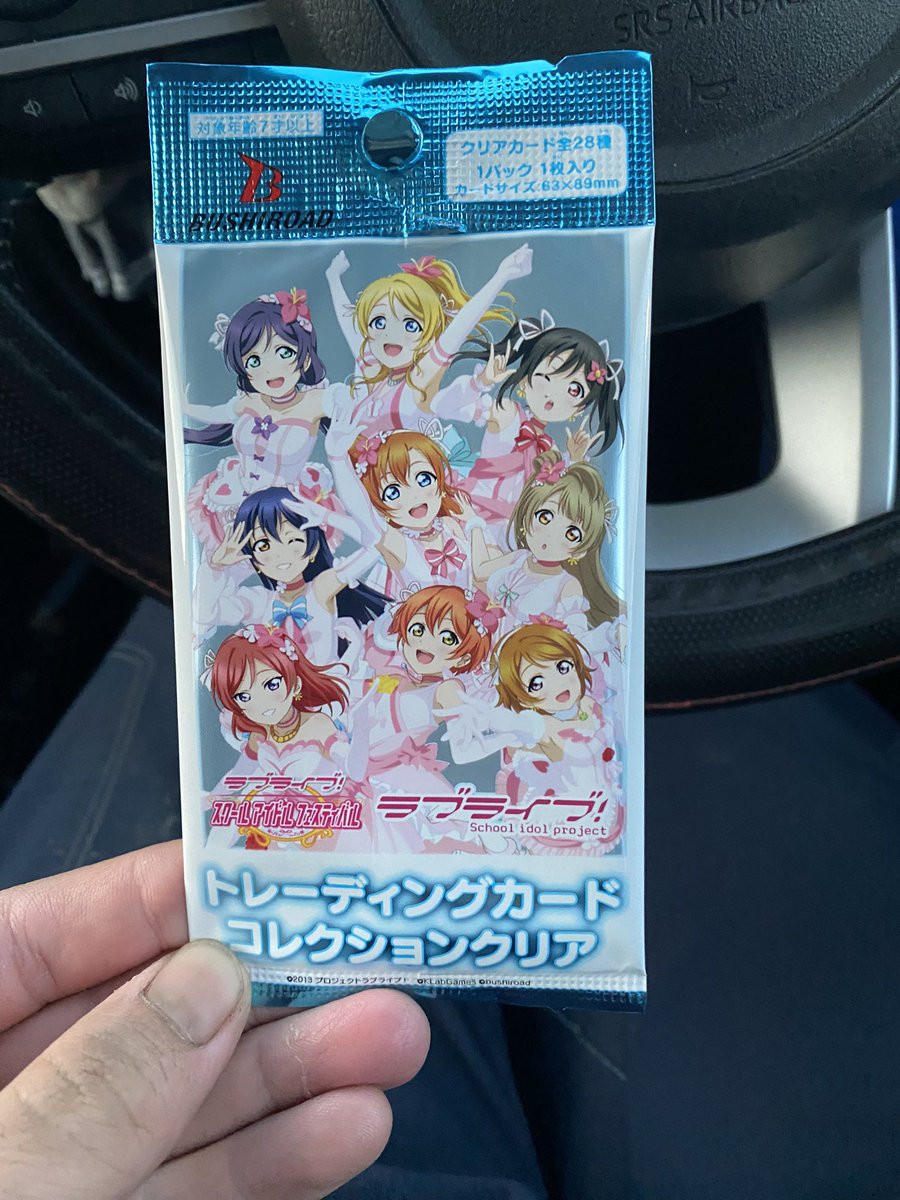 SRS AIRBA
対象年齢7才以上
BUSHIROAD
クリアカード全28種
1パック 1枚入り
カードサイズ:63×89mm
ラブライブ!
スクールアイドルフェスティバル
ラブライブ!
School idol project
トレーディングカード
コレクションクリア
©2013 プロジェクトラブライブ! ©KLabGames ©bushiroad